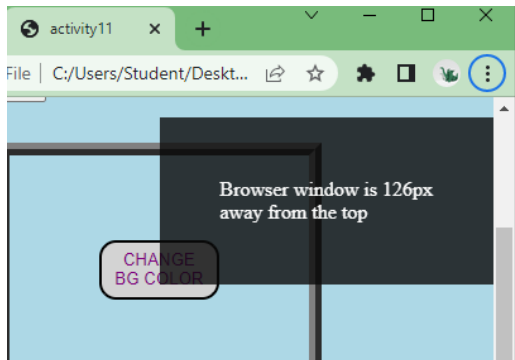 activity11
File C:/Users/Student/Deskt...
Browser window is 126px
away from the top
CHANGE
BG COLOR